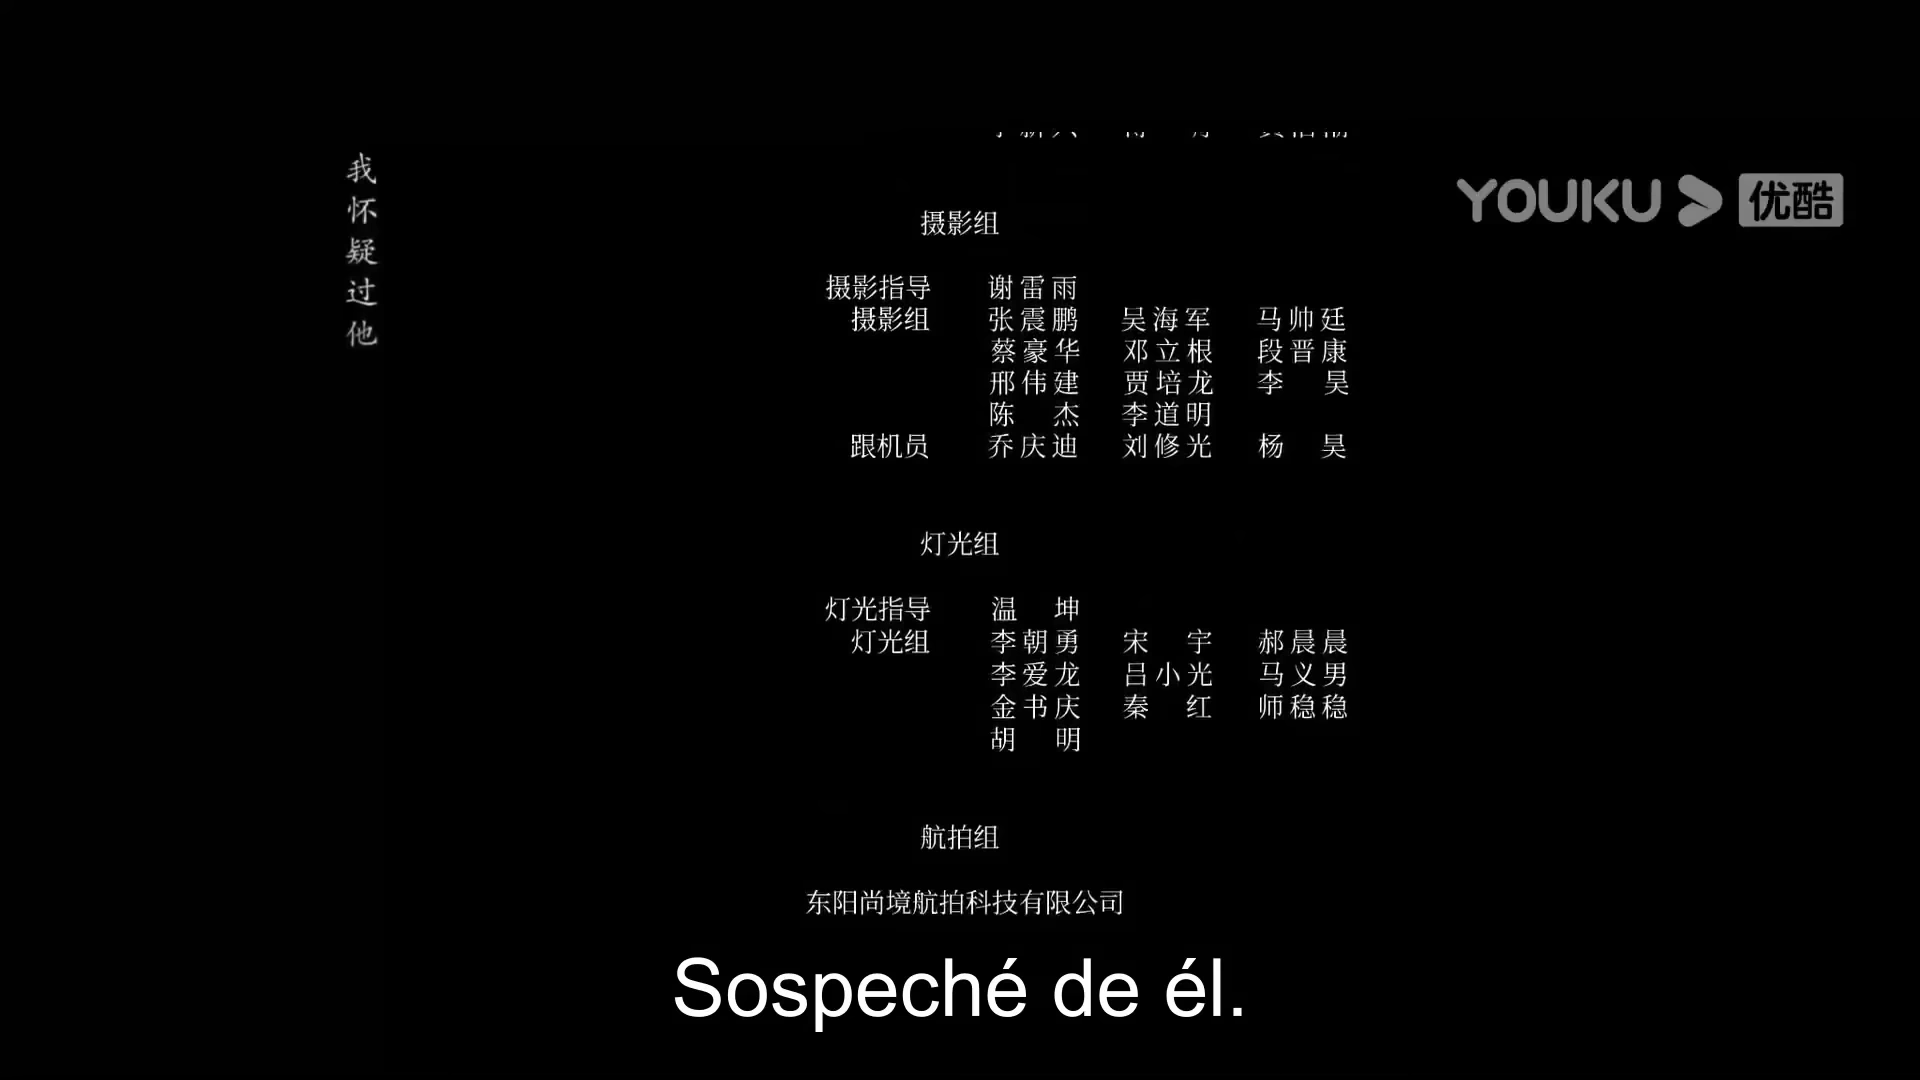 我怀疑过他
YOUKU 优酷
摄影组
摄影指导 谢雷雨
摄影组 张震鹏 吴海军 马帅廷
蔡豪华 邓立根 段晋康
邢伟建 贾培龙 李昊
陈杰 李道明
跟机员 乔庆迪 刘修光 杨昊
灯光组
灯光指导 温坤
灯光组 李朝勇 宋宇 郝晨晨
李爱龙 吕小光 马义男
金书庆 秦红 师稳稳
胡明
航拍组
东阳尚境航拍科技有限公司
Sospeché de él.